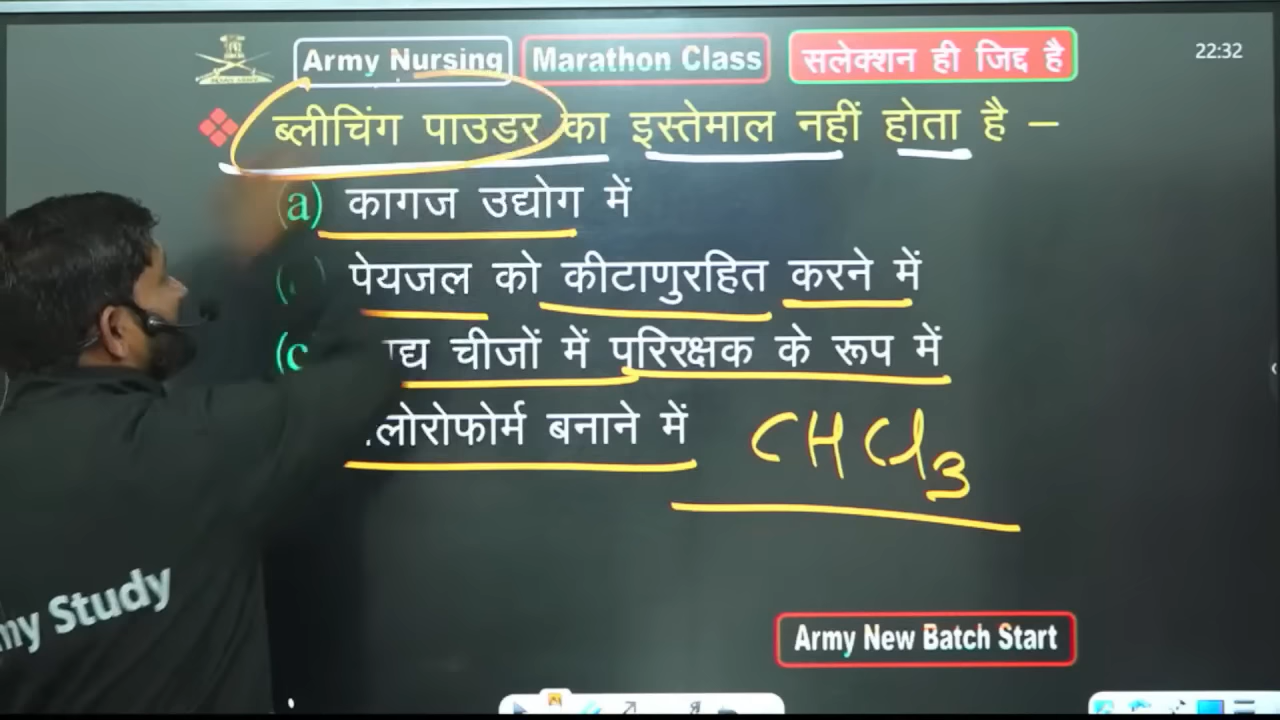 Army Nursing Marathon Class सलेक्शन ही जिद्द है 22:32
ब्लीचिंग पाउडर का इस्तेमाल नहीं होता है –
(a) कागज उद्योग में
पेयजल को कीटाणुरहित करने में
(c चीजों में परिरक्षक के रूप में
बनाने में CHCl3
my Study
Army New Batch Start